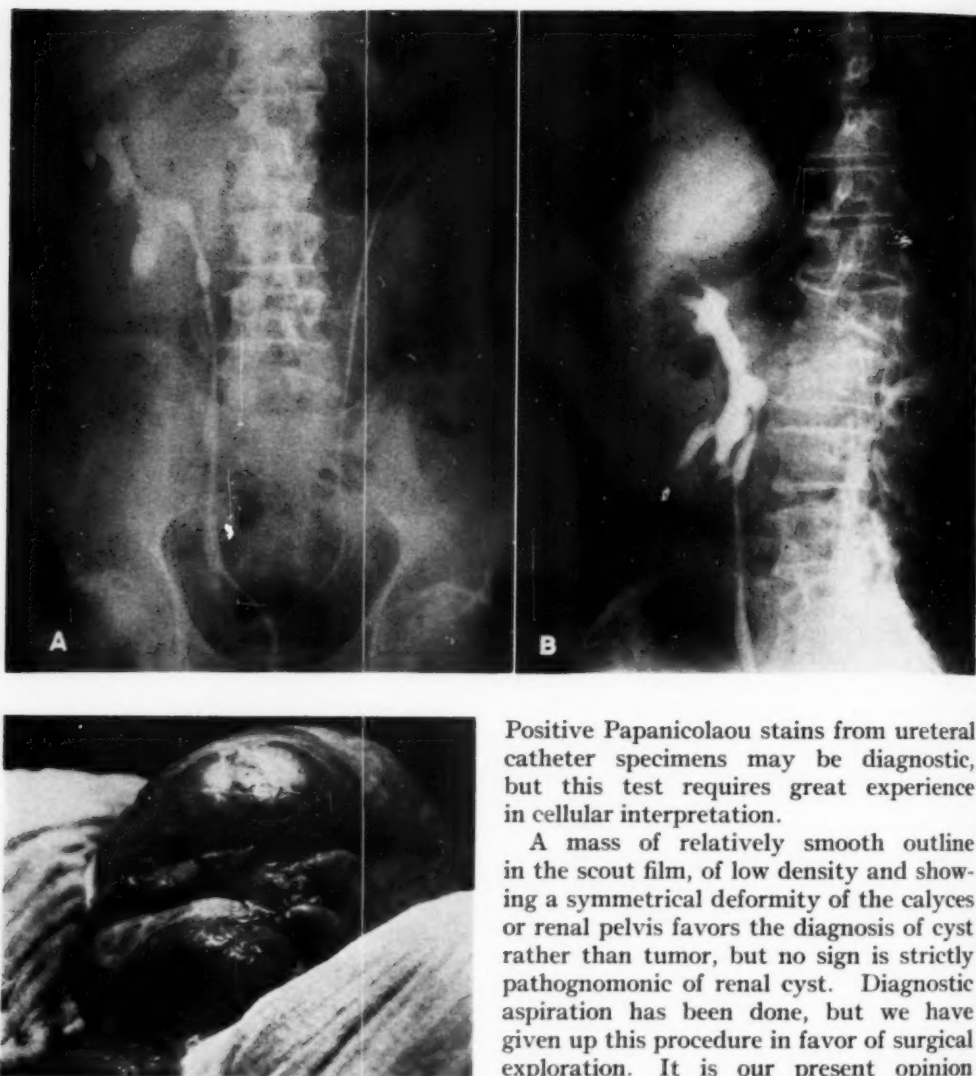 A
B
Positive Papanicolaou stains from ureteral
catheter specimens may be diagnostic,
but this test requires great experience
in cellular interpretation.
A mass of relatively smooth outline
in the scout film, of low density and show-
ing a symmetrical deformity of the calyces
or renal pelvis favors the diagnosis of cyst
rather than tumor, but no sign is strictly
pathognomonic of renal cyst. Diagnostic
aspiration has been done, but we have
given up this procedure in favor of surgical
exploration. It is our present opinion